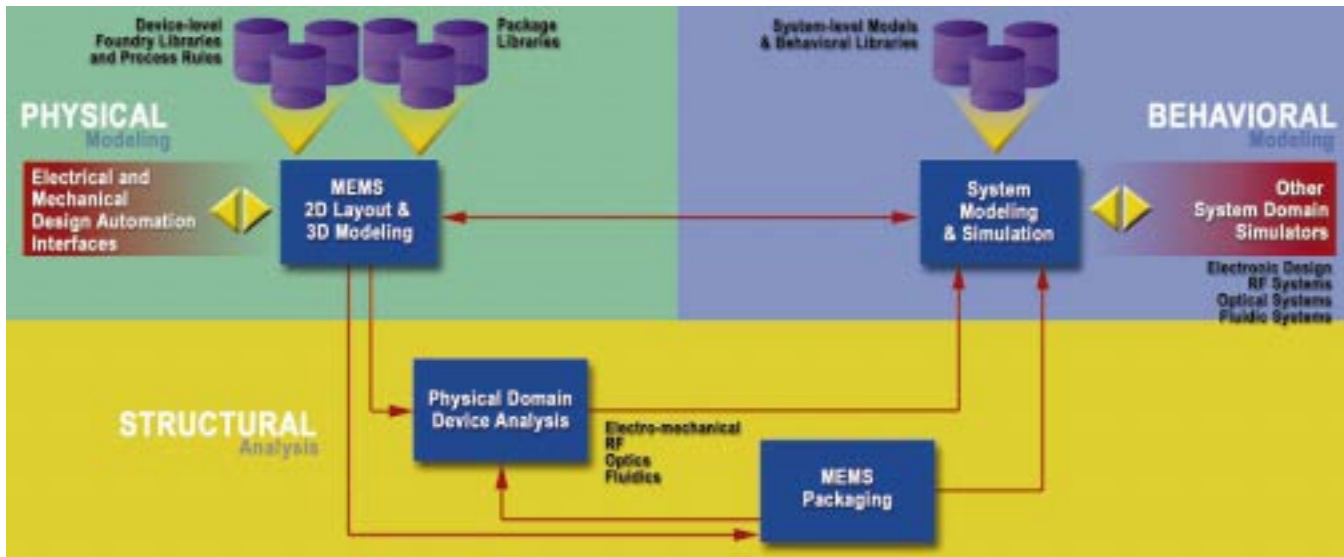 Device-level
Foundry Libraries
and Process Rules
Package
Libraries
System-level Models
& Behavioral Libraries
PHYSICAL
Modeling
BEHAVIORAL
Modeling
Electrical and
Mechanical
Design Automation
Interfaces
MEMS
2D Layout &
3D Modeling
System
Modeling
& Simulation
Other
System Domain
Simulators
Electronic Design
RF Systems
Optical Systems
Fluidic Systems
STRUCTURAL
Analysis
Physical Domain
Device Analysis
Electro-mechanical
RF
Optics
Fluidics
MEMS
Packaging